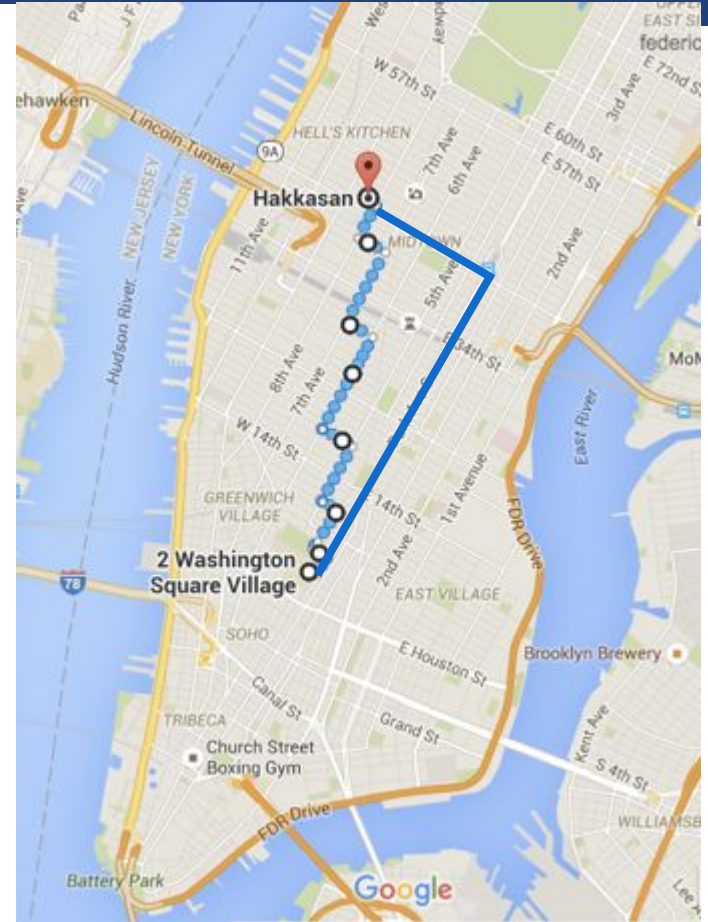 EAST SI
federic
E 72nd S
W 57th St
3rd Ave
ehawken
Lincoln Tunnel
9A
HELL'S KITCHEN
E 60th St
E 57th St
7th Ave
6th Ave
NEW JERSEY
NEW YORK
Hakkasan
MIDTOWN
11th Ave
5th Ave
2nd Ave
Hudson River
E 34th St
8th Ave
7th Ave
MoM
East River
W 14th St
GREENWICH
VILLAGE
14th St
1st Avenue
FDR Drive
2 Washington
Square Village
2nd Ave
78
EAST VILLAGE
SOHO
E Houston St
Brooklyn Brewery
Canal St
TRIBECA
Grand St
Church Street
Boxing Gym
Kent Ave
S 4th St
FDR Drive
WILLIAMSB
Battery Park
Google
Lee A